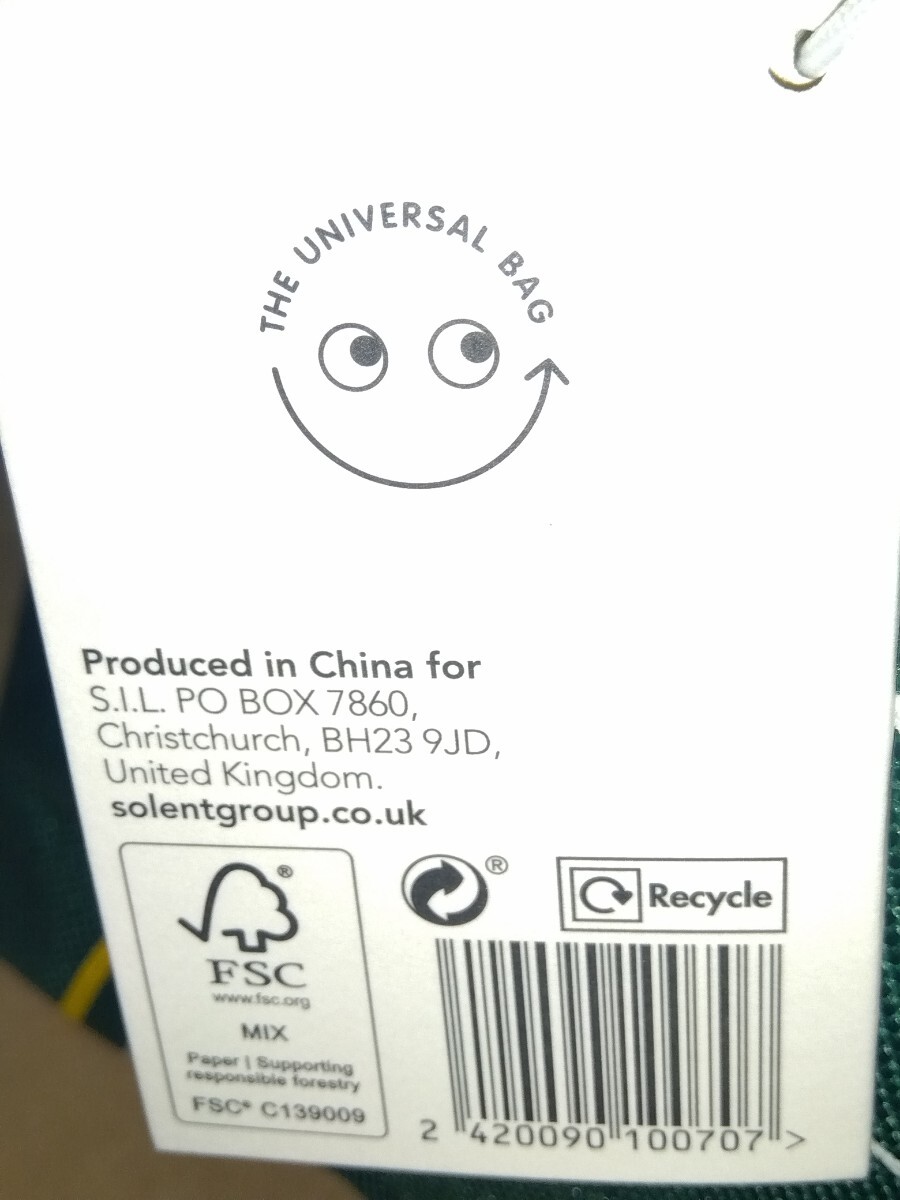 THE UNIVERSAL BAG
Produced in China for
S.I.L. PO BOX 7860,
Christchurch, BH23 9JD,
United Kingdom.
solentgroup.co.uk
®
FSC
www.fsc.org
MIX
Paper | Supporting
responsible forestry
FSC® C139009
®
Recycle
2 420090 100707 >